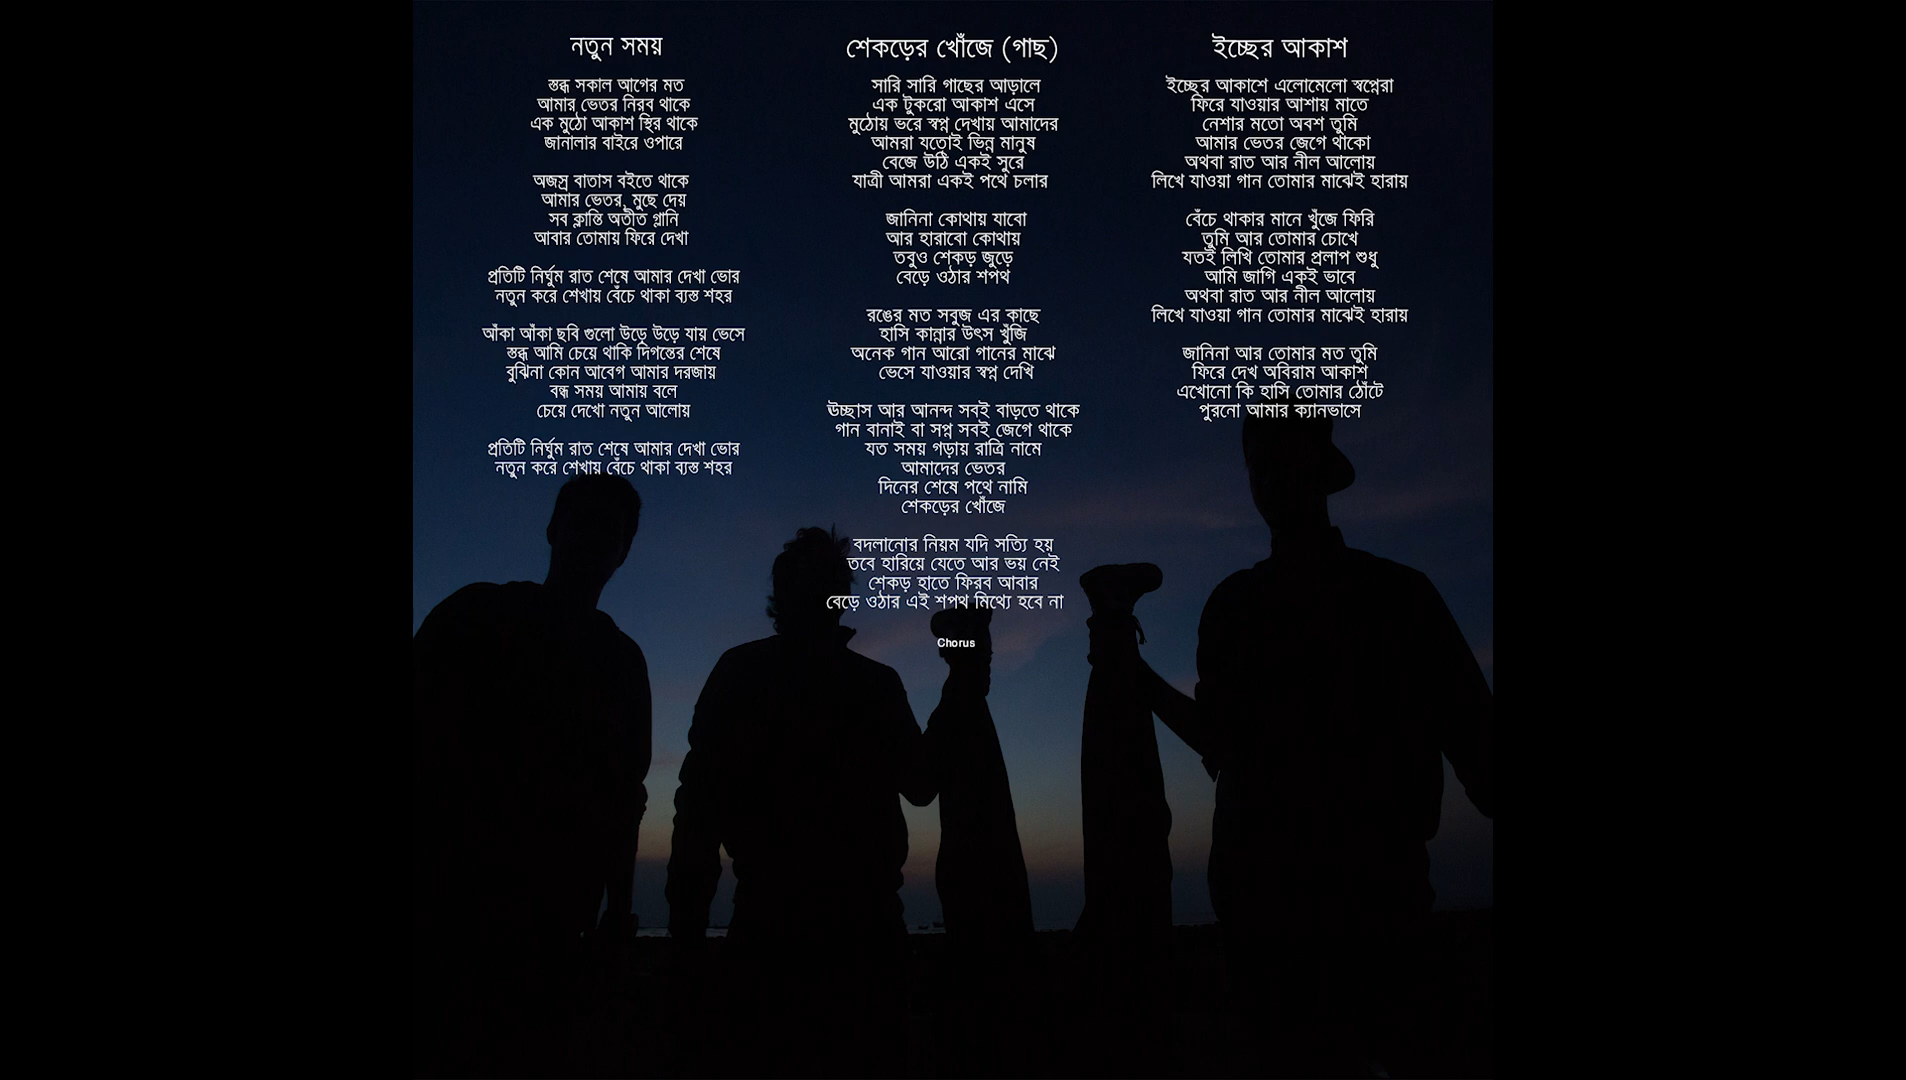 নতুন সময়
স্তব্ধ সকাল আগের মত
আমার ভেতর নিরব থাকে
এক মুঠো আকাশ স্থির থাকে
জানালার বাইরে ওপারে
অজস্র বাতাস বইতে থাকে
আমার ভেতর, মুছে দেয়
সব ক্লান্তি অতীত গ্লানি
আবার তোমায় ফিরে দেখা
প্রতিটি নির্ঘুম রাত শেষে আমার দেখা ভোর
নতুন করে শেখায় বেঁচে থাকা ব্যস্ত শহর
আঁকা আঁকা ছবি গুলো উড়ে উড়ে যায় ভেসে
স্তব্ধ আমি চেয়ে থাকি দিগন্তের শেষে
বুঝিনা কোন আবেগ আমার দরজায়
বন্ধ সময় আমায় বলে
চেয়ে দেখো নতুন আলোয়
প্রতিটি নির্ঘুম রাত শেষে আমার দেখা ভোর
নতুন করে শেখায় বেঁচে থাকা ব্যস্ত শহর
শেকড়ের খোঁজে (গাছ)
সারি সারি গাছের আড়ালে
এক টুকরো আকাশ এসে
মুঠোয় ভরে স্বপ্ন দেখায় আমাদের
আমরা যতোই ভিন্ন মানুষ
বেজে উঠি একই সুরে
যাত্রী আমরা একই পথে চলার
জানিনা কোথায় যাবো
আর হারাবো কোথায়
তবুও শেকড় জুড়ে
বেড়ে ওঠার শপথ
রঙের মত সবুজ এর কাছে
হাসি কান্নার উৎস খুঁজি
অনেক গান আরো গানের মাঝে
ভেসে যাওয়ার স্বপ্ন দেখি
ঊচ্ছাস আর আনন্দ সবই বাড়তে থাকে
গান বানাই বা সপ্ন সবই জেগে থাকে
যত সময় গড়ায় রাত্রি নামে
আমাদের ভেতর
দিনের শেষে পথে নামি
শেকড়ের খোঁজে
বদলানোর নিয়ম যদি সত্যি হয়
তবে হারিয়ে যেতে আর ভয় নেই
শেকড় হাতে ফিরব আবার
বেড়ে ওঠার এই শপথ মিথ্যে হবে না
Chorus
ইচ্ছের আকাশ
ইচ্ছের আকাশে এলোমেলো স্বপ্নেরা
ফিরে যাওয়ার আশায় মাতে
নেশার মতো অবশ তুমি
আমার ভেতর জেগে থাকো
অথবা রাত আর নীল আলোয়
লিখে যাওয়া গান তোমার মাঝেই হারায়
বেঁচে থাকার মানে খুঁজে ফিরি
তুমি আর তোমার চোখে
যতই লিখি তোমার প্রলাপ শুধু
আমি জাগি একই ভাবে
অথবা রাত আর নীল আলোয়
লিখে যাওয়া গান তোমার মাঝেই হারায়
জানিনা আর তোমার মত তুমি
ফিরে দেখ অবিরাম আকাশ
এখোনো কি হাসি তোমার ঠোঁটে
পুরনো আমার ক্যানভাসে